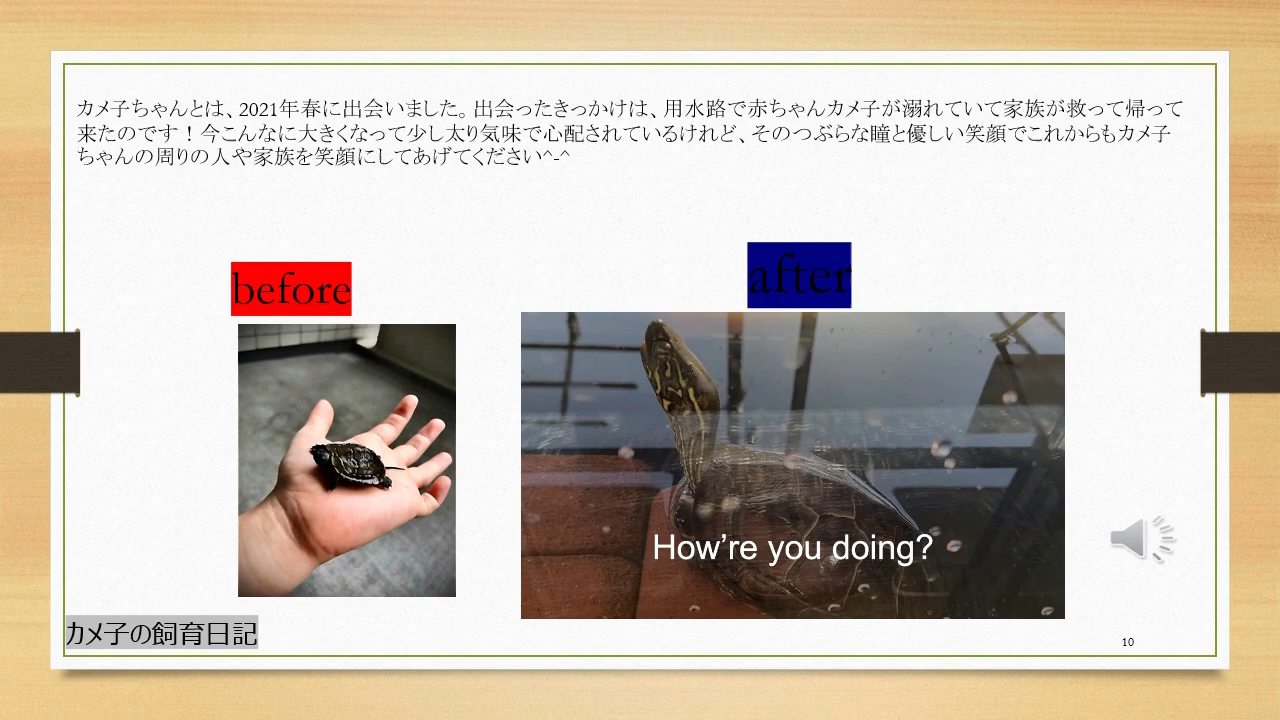 カメ子ちゃんとは、2021年春に出会いました。出会ったきっかけは、用水路で赤ちゃんカメ子が溺れていて家族が救って帰って
来たのです！今こんなに大きくなって少し太り気味で心配されているけれど、そのつぶらな瞳と優しい笑顔でこれからもカメ子
ちゃんの周りの人や家族を笑顔にしてあげてください^-^
before
after
How’re you doing?
カメ子の飼育日記
10